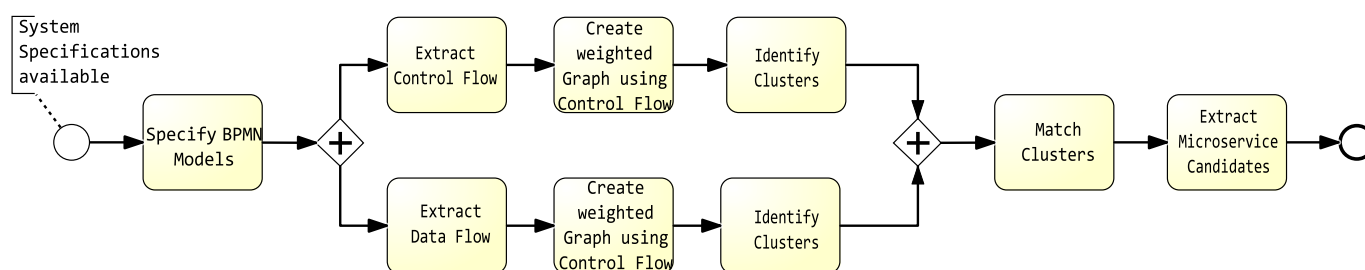 System
Specifications
available
Specify BPMN
Models
Extract
Control Flow
Create
weighted
Graph using
Control Flow
Identify
Clusters
Extract
Data Flow
Create
weighted
Graph using
Control Flow
Identify
Clusters
Match
Clusters
Extract
Microservice
Candidates